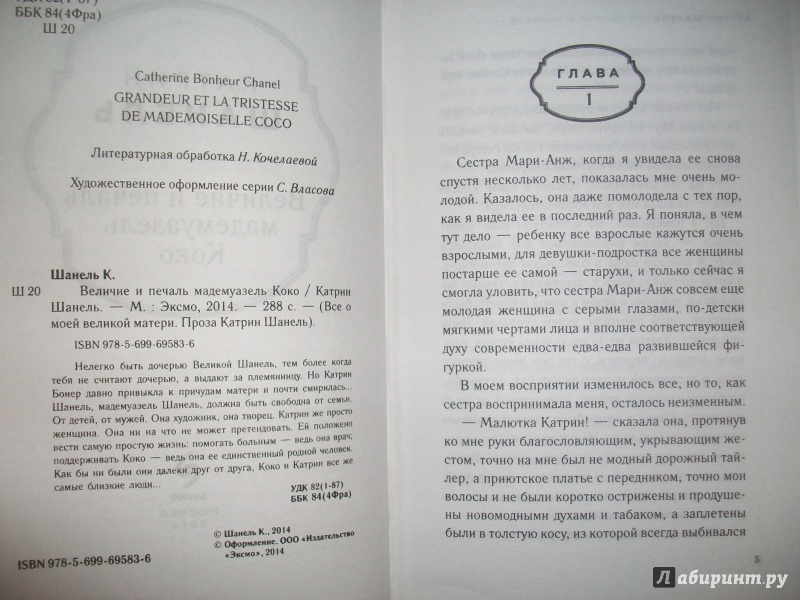 УДК 82(1-87)
ББК 84(4Фра)
Ш 20
Catherine Bonheur Chanel
GRANDEUR ET LA TRISTESSE
DE MADEMOISELLE COCO
Литературная обработка Н. Кочелаевой
Художественное оформление серии С. Власова
Шанель К.
Ш 20 Величие и печаль мадемуазель Коко / Катрин
Шанель. — М. : Эксмо, 2014. — 288 с. — (Все о
моей великой матери. Проза Катрин Шанель).
ISBN 978-5-699-69583-6
Нелегко быть дочерью Великой Шанель, тем более когда
тебя не считают дочерью, а выдают за племянницу. Но Катрин
Бонер давно привыкла к причудам матери и почти смирилась...
Шанель, мадемуазель Шанель, должна быть свободна от семьи.
От детей, от мужей. Она художник, она творец. Катрин же просто
женщина. Она ни на что не может претендовать. Ей положено
вести самую простую жизнь: помогать больным — ведь она врач;
поддерживать Коко — ведь она ее единственный родной человек.
Как бы ни были они далеки друг от друга, Коко и Катрин все же
самые близкие люди...
УДК 82(1-87)
ББК 84(4Фра)
© Шанель К., 2014
© Оформление. ООО «Издательство
«Эксмо», 2014
ISBN 978-5-699-69583-6
ГЛАВА
1
Сестра Мари-Анж, когда я увидела ее снова
спустя несколько лет, показалась мне очень мо-
лодой. Казалось, она даже помолодела с тех пор,
как я видела ее в последний раз. Я поняла, в чем
тут дело — ребенку все взрослые кажутся очень
взрослыми, для девушки-подростка все женщины
постарше ее самой — старухи, и только сейчас я
смогла уловить, что сестра Мари-Анж совсем еще
молодая женщина с серыми глазами, по-детски
мягкими чертами лица и вполне соответствующей
духу современности едва-едва развившейся фи-
гуркой.
В моем восприятии изменилось все, но то, как
сестра воспринимала меня, осталось неизменным.
— Малютка Катрин! — сказала она, протянув
ко мне руки благословляющим, укрывающим же-
стом, точно на мне был не модный дорожный тай-
лер, а приютское платье с передником, точно мои
волосы и не были коротко острижены и продуше-
ны новомодными духами и табаком, а заплетены
были в толстую косу, из которой всегда выбивался
5
лабиринт.ру